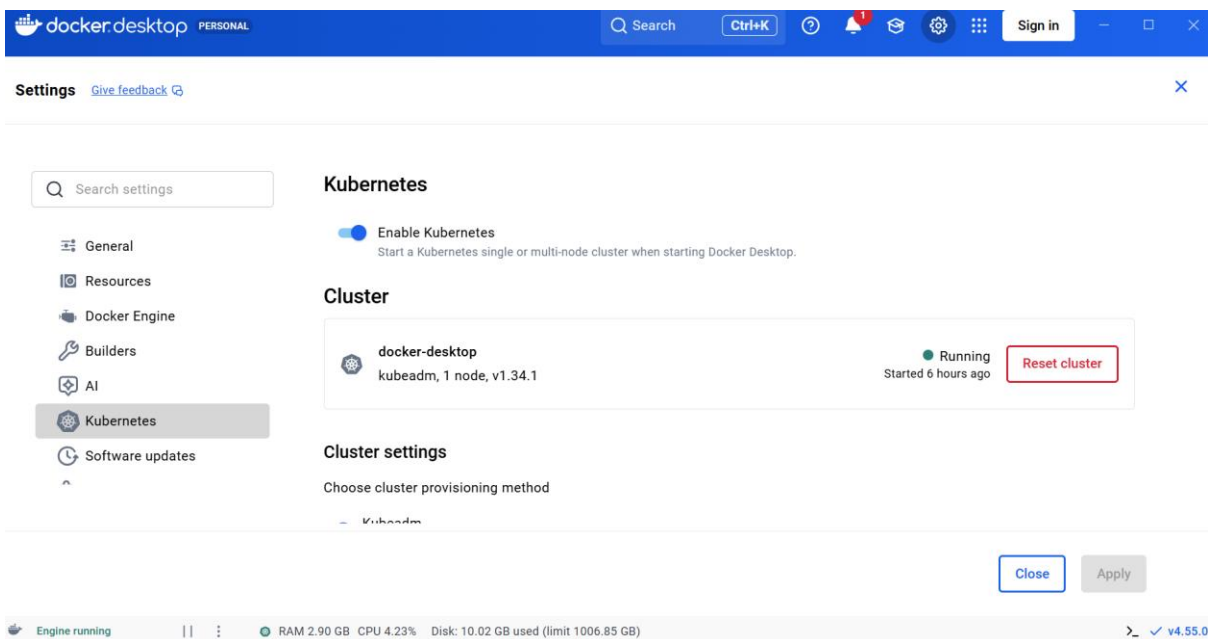 docker.desktop PERSONAL Search Ctrl+K 1 Sign in
Settings Give feedback
Search settings
General
Resources
Docker Engine
Builders
AI
Kubernetes
Software updates
Kubernetes
Enable Kubernetes
Start a Kubernetes single or multi-node cluster when starting Docker Desktop.
Cluster
docker-desktop
kubeadm, 1 node, v1.34.1
Running
Started 6 hours ago
Reset cluster
Cluster settings
Choose cluster provisioning method
Kubeadm
Close Apply
Engine running RAM 2.90 GB CPU 4.23% Disk: 10.02 GB used (limit 1006.85 GB) v4.55.0